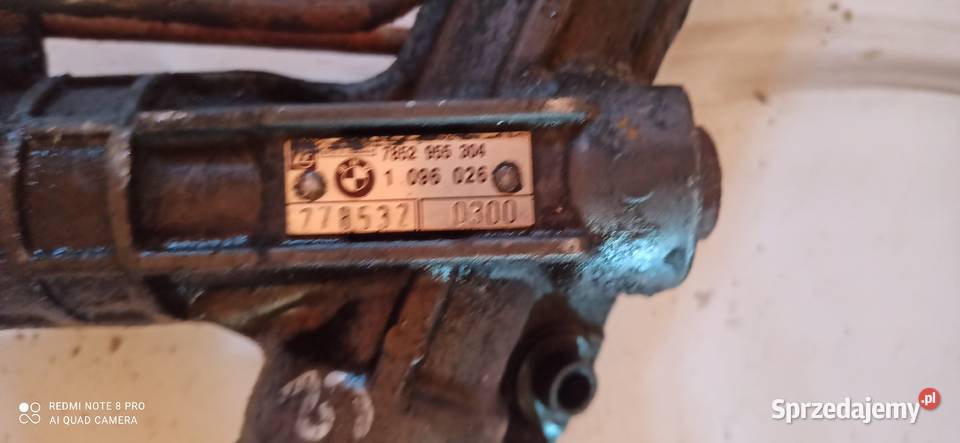 7852 955 304
1 096 026
778532 0300
REDMI NOTE 8 PRO
AI QUAD CAMERA
Sprzedajemy.pl